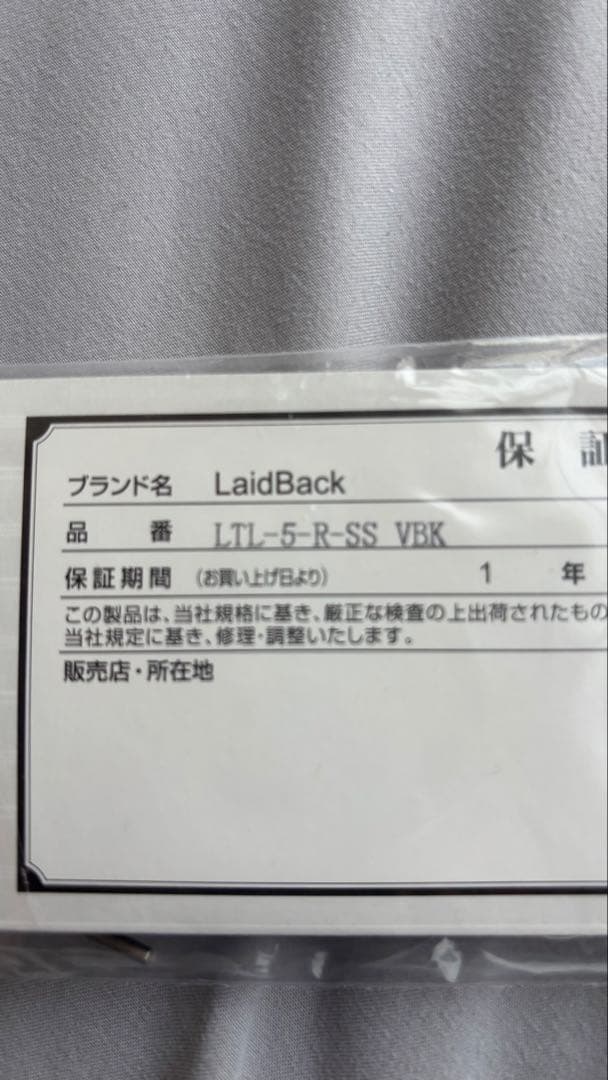 保 証
ブランド名 LaidBack
品 番 LTL-5-R-SS VBK
保証期間 (お買い上げ日より) 1 年
この製品は、当社規格に基き、厳正な検査の上出荷されたもの
当社規定に基き、修理・調整いたします。
販売店・所在地